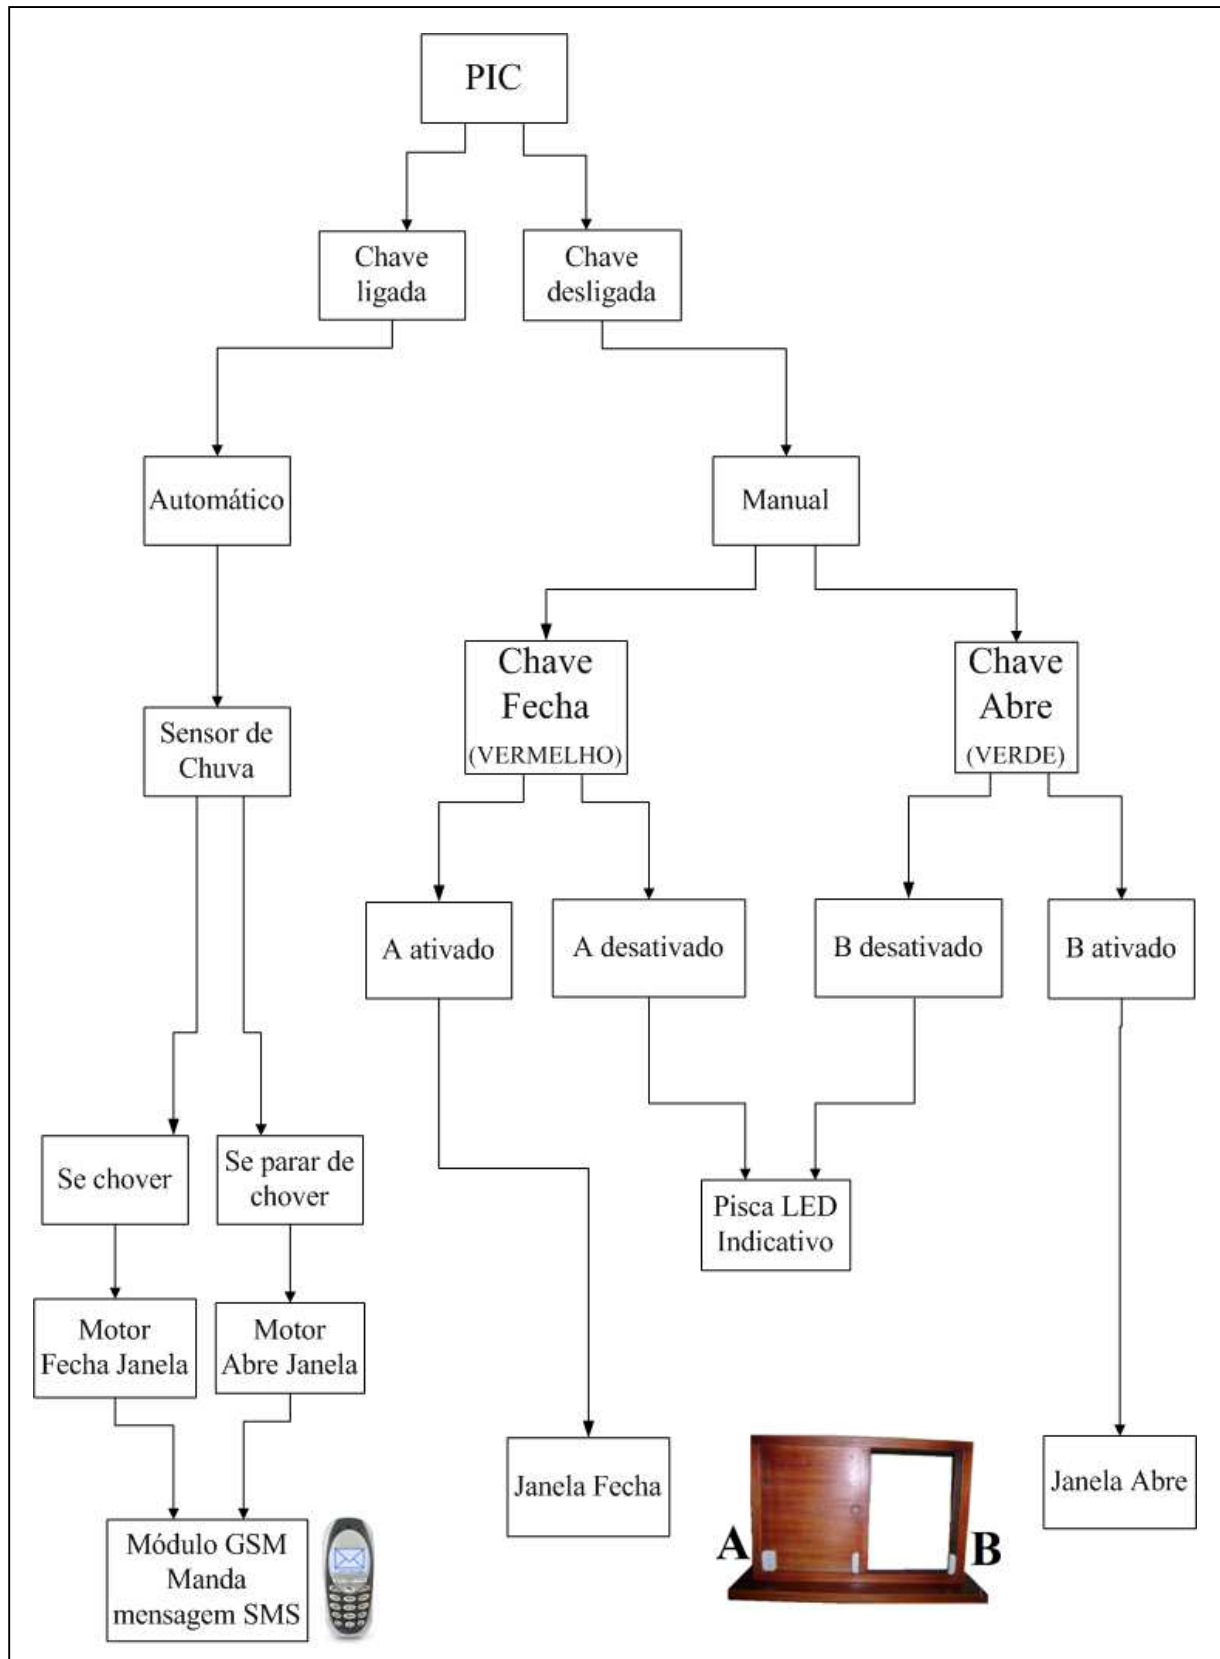 PIC
Chave
ligada
Chave
desligada
Automático
Manual
Chave
Fecha
(VERMELHO)
Chave
Abre
(VERDE)
Sensor de
Chuva
A ativado
A desativado
B desativado
B ativado
Se chover
Se parar de
chover
Pisca LED
Indicativo
Motor
Fecha Janela
Motor
Abre Janela
Janela Fecha
Janela Abre
A
B
Módulo GSM
Manda
mensagem SMS